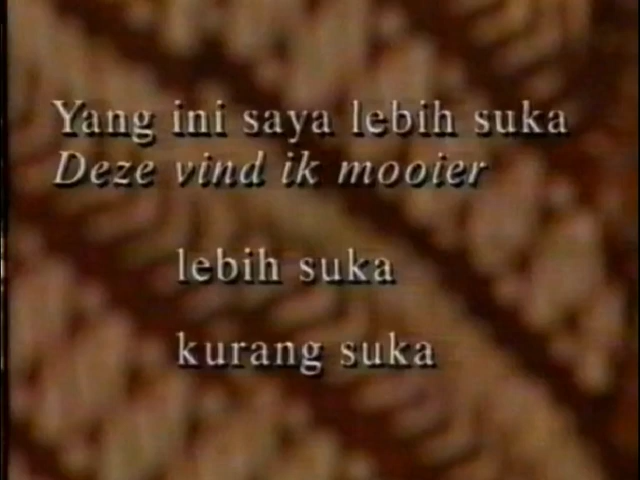 Yang ini saya lebih suka
Deze vind ik mooier
lebih suka
kurang suka